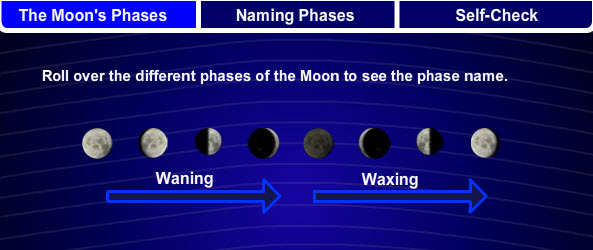 The Moon's Phases
Naming Phases
Self-Check
Roll over the different phases of the Moon to see the phase name.
Waning
Waxing